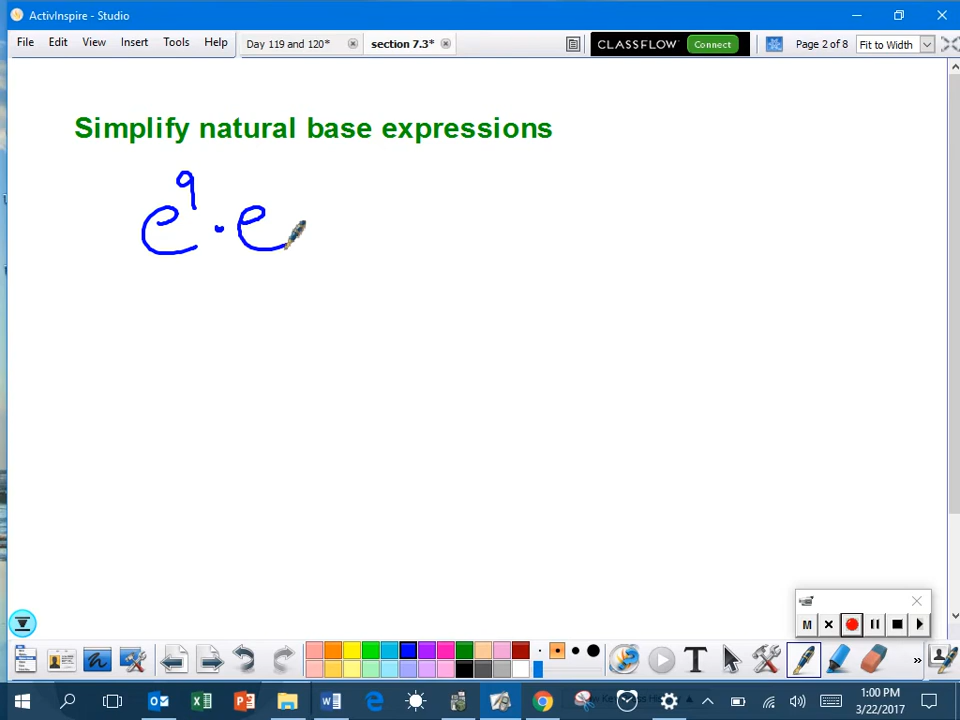 ActivInspire - Studio
File Edit View Insert Tools Help Day 119 and 120* section 7.3* CLASSFLOW Connect Page 2 of 8 Fit to Width
Simplify natural base expressions
e⁹ · e
M
T
»
1:00 PM
3/22/2017